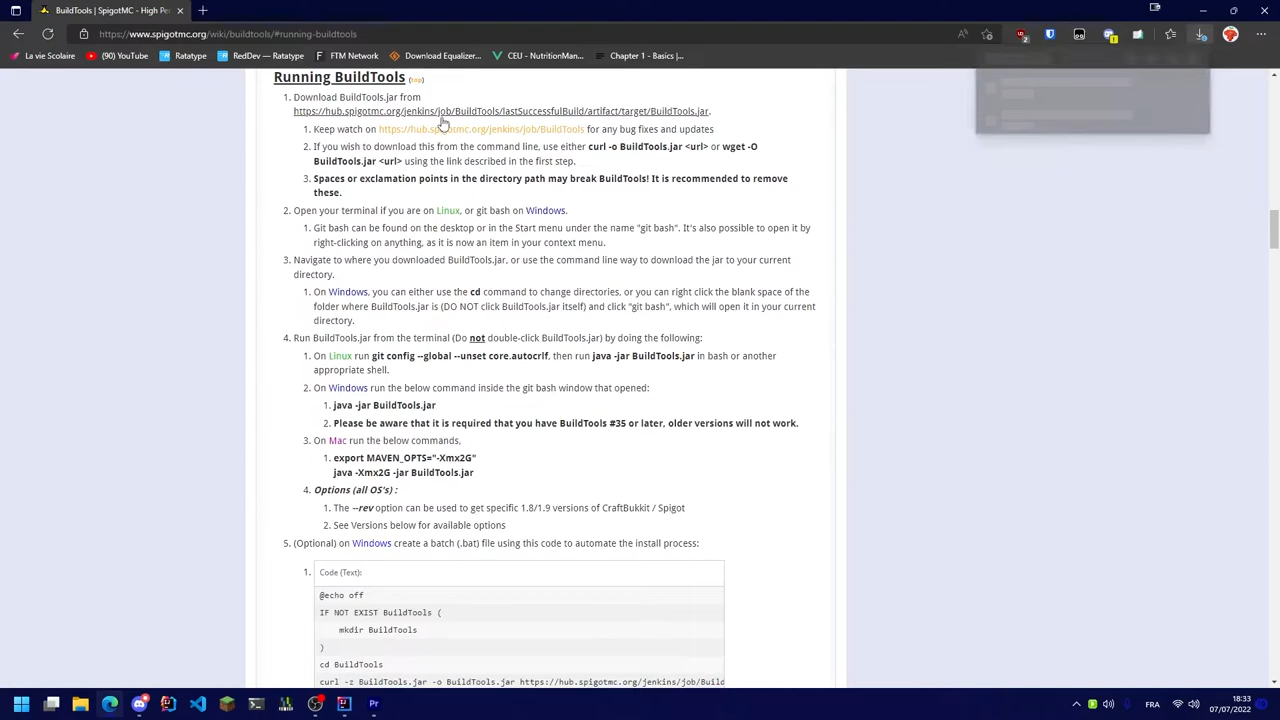 BuildTools | SpigotMC - High Pe
https://www.spigotmc.org/wiki/buildtools/#running-buildtools
La vie Scolaire
(90) YouTube
Ratatype
RedDev — Ratatype
FTM Network
Download Equalizer...
CEU - NutritionMan...
Chapter 1 - Basics |...
Running BuildTools (top)
1. Download BuildTools.jar from
https://hub.spigotmc.org/jenkins/job/BuildTools/lastSuccessfulBuild/artifact/target/BuildTools.jar.
1. Keep watch on https://hub.spigotmc.org/jenkins/job/BuildTools for any bug fixes and updates
2. If you wish to download this from the command line, use either curl -o BuildTools.jar <url> or wget -O
BuildTools.jar <url> using the link described in the first step.
3. Spaces or exclamation points in the directory path may break BuildTools! It is recommended to remove
these.
2. Open your terminal if you are on Linux, or git bash on Windows.
1. Git bash can be found on the desktop or in the Start menu under the name "git bash". It's also possible to open it by
right-clicking on anything, as it is now an item in your context menu.
3. Navigate to where you downloaded BuildTools.jar, or use the command line way to download the jar to your current
directory.
1. On Windows, you can either use the cd command to change directories, or you can right click the blank space of the
folder where BuildTools.jar is (DO NOT click BuildTools.jar itself) and click "git bash", which will open it in your current
directory.
4. Run BuildTools.jar from the terminal (Do not double-click BuildTools.jar) by doing the following:
1. On Linux run git config --global --unset core.autocrlf, then run java -jar BuildTools.jar in bash or another
appropriate shell.
2. On Windows run the below command inside the git bash window that opened:
1. java -jar BuildTools.jar
2. Please be aware that it is required that you have BuildTools #35 or later, older versions will not work.
3. On Mac run the below commands,
1. export MAVEN_OPTS="-Xmx2G"
java -Xmx2G -jar BuildTools.jar
4. Options (all OS's) :
1. The --rev option can be used to get specific 1.8/1.9 versions of CraftBukkit / Spigot
2. See Versions below for available options
5. (Optional) on Windows create a batch (.bat) file using this code to automate the install process:
1. Code (Text):
@echo off
IF NOT EXIST BuildTools (
mkdir BuildTools
)
cd BuildTools
curl -z BuildTools.jar -o BuildTools.jar https://hub.spigotmc.org/jenkins/job/Build
FRA
18:33
07/07/2022